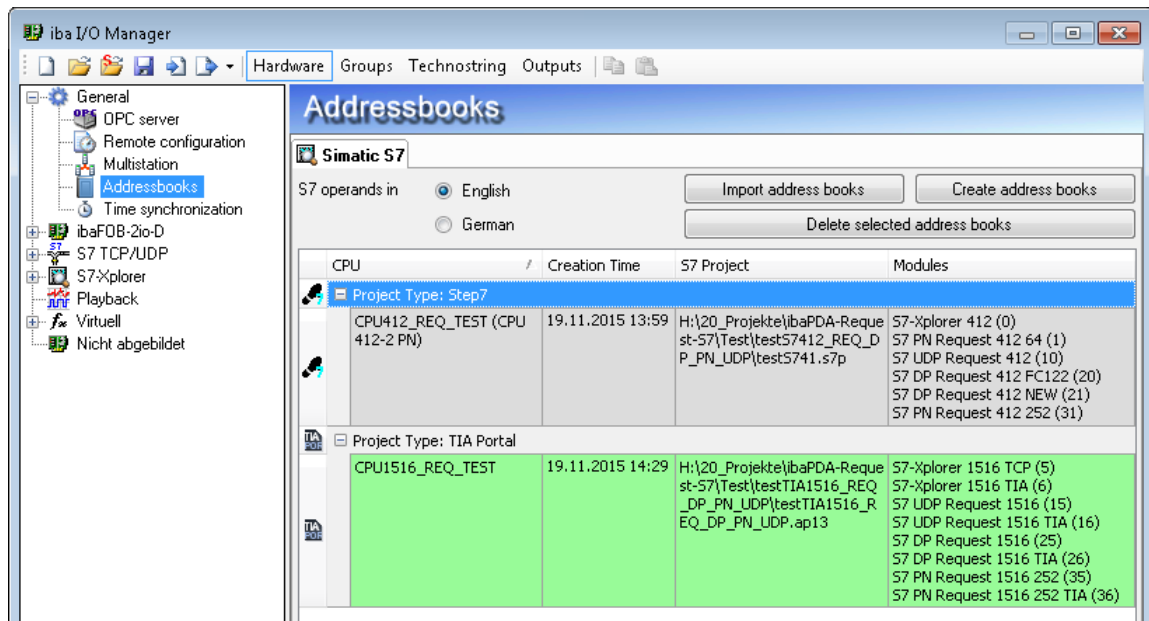 iba I/O Manager
Hardware Groups Technostring Outputs
General
OPC server
Remote configuration
Multistation
Addressbooks
Time synchronization
ibaFOB-2io-D
S7 TCP/UDP
S7-Xplorer
Playback
Virtuell
Nicht abgebildet
Addressbooks
Simatic S7
S7 operands in English Import address books Create address books
German Delete selected address books
CPU Creation Time S7 Project Modules
Project Type: Step7
CPU412_REQ_TEST (CPU 19.11.2015 13:59 H:\20_Projekte\ibaPDA-Reque S7-Xplorer 412 (0)
412-2 PN) st-S7\Test\testS7412_REQ_D S7 PN Request 412 64 (1)
P_PN_UDP\testS741.s7p S7 UDP Request 412 (10)
S7 DP Request 412 FC122 (20)
S7 DP Request 412 NEW (21)
S7 PN Request 412 252 (31)
Project Type: TIA Portal
CPU1516_REQ_TEST 19.11.2015 14:29 H:\20_Projekte\ibaPDA-Reque S7-Xplorer 1516 TCP (5)
st-S7\Test\testTIA1516_REQ S7-Xplorer 1516 TIA (6)
_DP_PN_UDP\testTIA1516_R S7 UDP Request 1516 (15)
EQ_DP_PN_UDP.ap13 S7 UDP Request 1516 TIA (16)
S7 DP Request 1516 (25)
S7 DP Request 1516 TIA (26)
S7 PN Request 1516 252 (35)
S7 PN Request 1516 252 TIA (36)